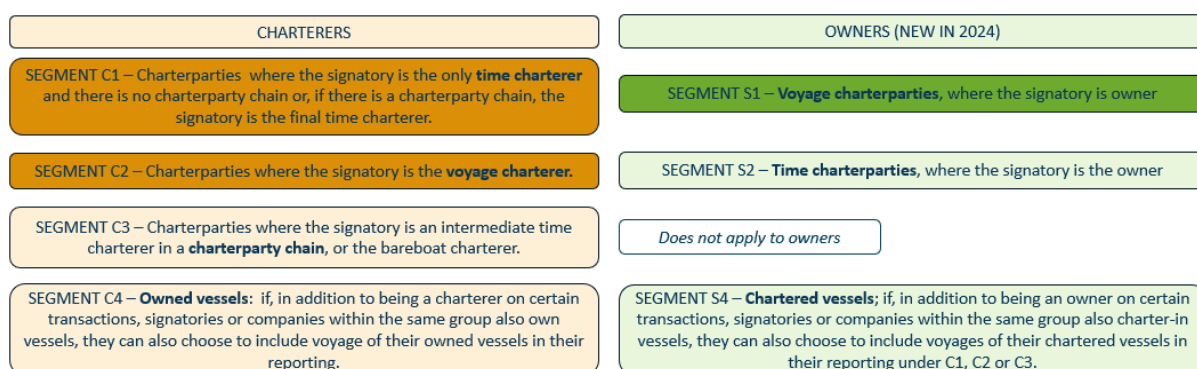 CHARTERERS
SEGMENT C1 – Charterparties where the signatory is the only time charterer
and there is no charterparty chain or, if there is a charterparty chain, the
signatory is the final time charterer.
SEGMENT C2 – Charterparties where the signatory is the voyage charterer.
SEGMENT C3 – Charterparties where the signatory is an intermediate time
charterer in a charterparty chain, or the bareboat charterer.
SEGMENT C4 – Owned vessels: if, in addition to being a charterer on certain
transactions, signatories or companies within the same group also own
vessels, they can also choose to include voyage of their owned vessels in their
reporting.
OWNERS (NEW IN 2024)
SEGMENT S1 – Voyage charterparties, where the signatory is owner
SEGMENT S2 – Time charterparties, where the signatory is the owner
Does not apply to owners
SEGMENT S4 – Chartered vessels; if, in addition to being an owner on certain
transactions, signatories or companies within the same group also charter-in
vessels, they can also choose to include voyages of their chartered vessels in
their reporting under C1, C2 or C3.